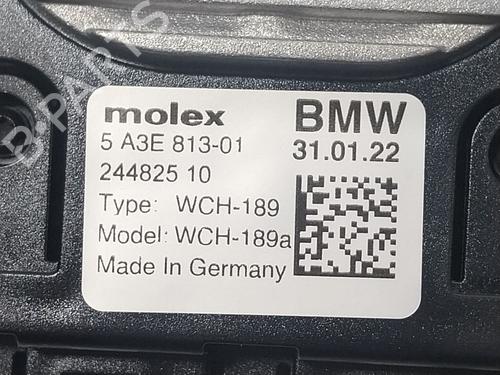 B-PARTS
molex BMW
5 A3E 813-01 31.01.22
244825 10
Type: WCH-189
Model: WCH-189a
Made In Germany